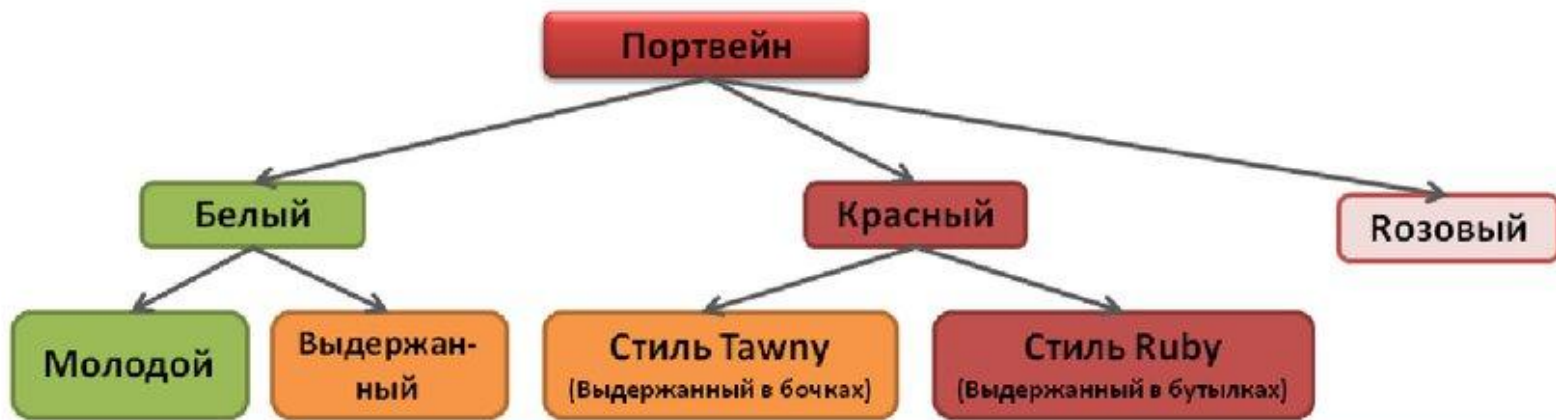 Портвейн
Белый
Красный
Rозовый
Молодой
Выдержан-
ный
Стиль Tawny
(Выдержанный в бочках)
Стиль Ruby
(Выдержанный в бутылках)